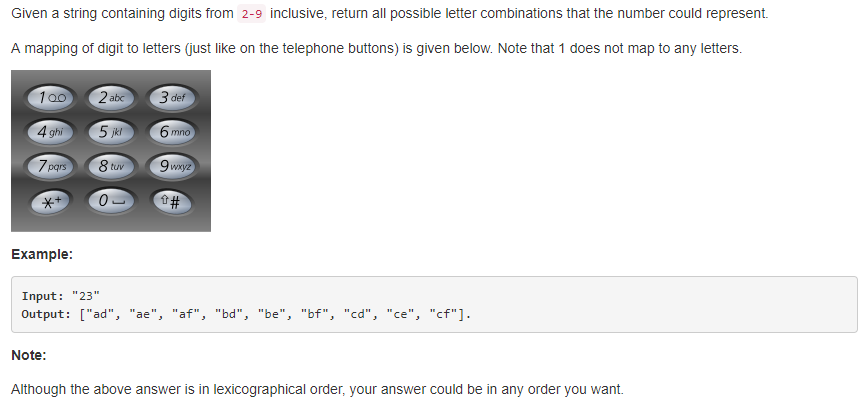 Given a string containing digits from 2-9 inclusive, return all possible letter combinations that the number could represent.
A mapping of digit to letters (just like on the telephone buttons) is given below. Note that 1 does not map to any letters.
1 2 abc 3 def
4 ghi 5 jkl 6 mno
7 pqrs 8 tuv 9 wxyz
*+ 0 ⇧#
Example:
Input: "23"
Output: ["ad", "ae", "af", "bd", "be", "bf", "cd", "ce", "cf"].
Note:
Although the above answer is in lexicographical order, your answer could be in any order you want.